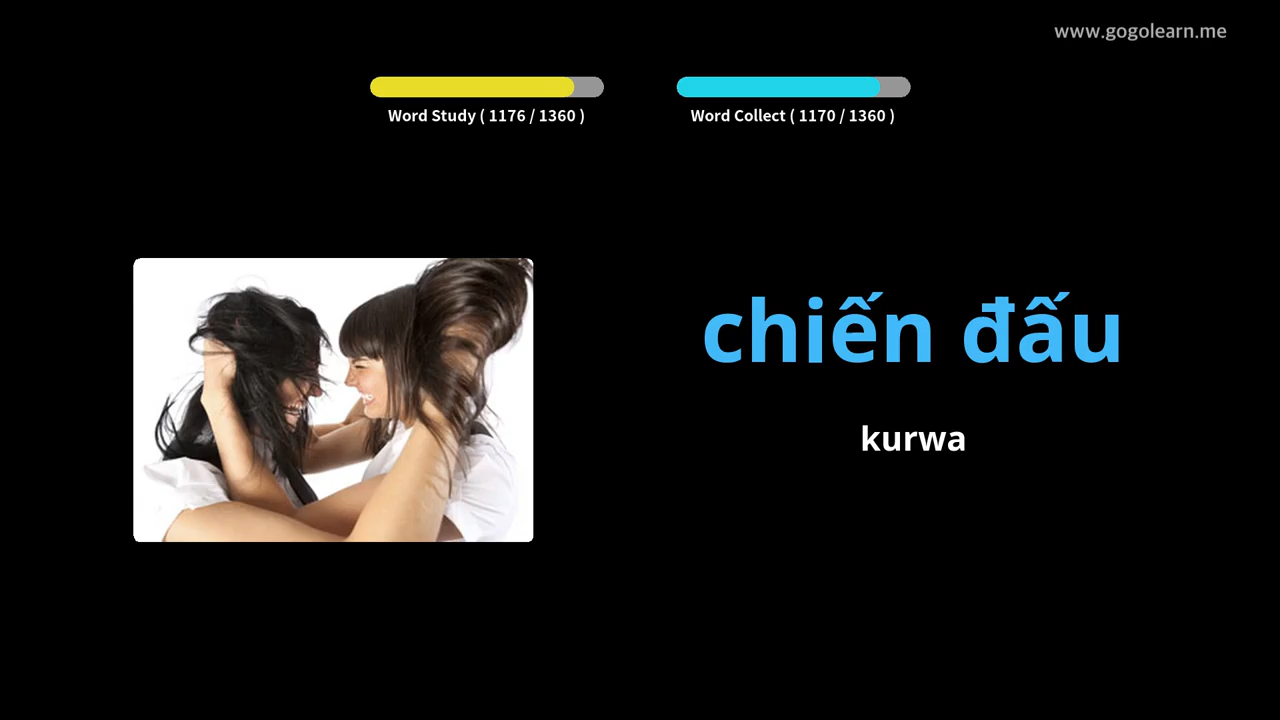 www.gogolearn.me
Word Study ( 1176 / 1360 )
Word Collect ( 1170 / 1360 )
chiến đấu
kurwa